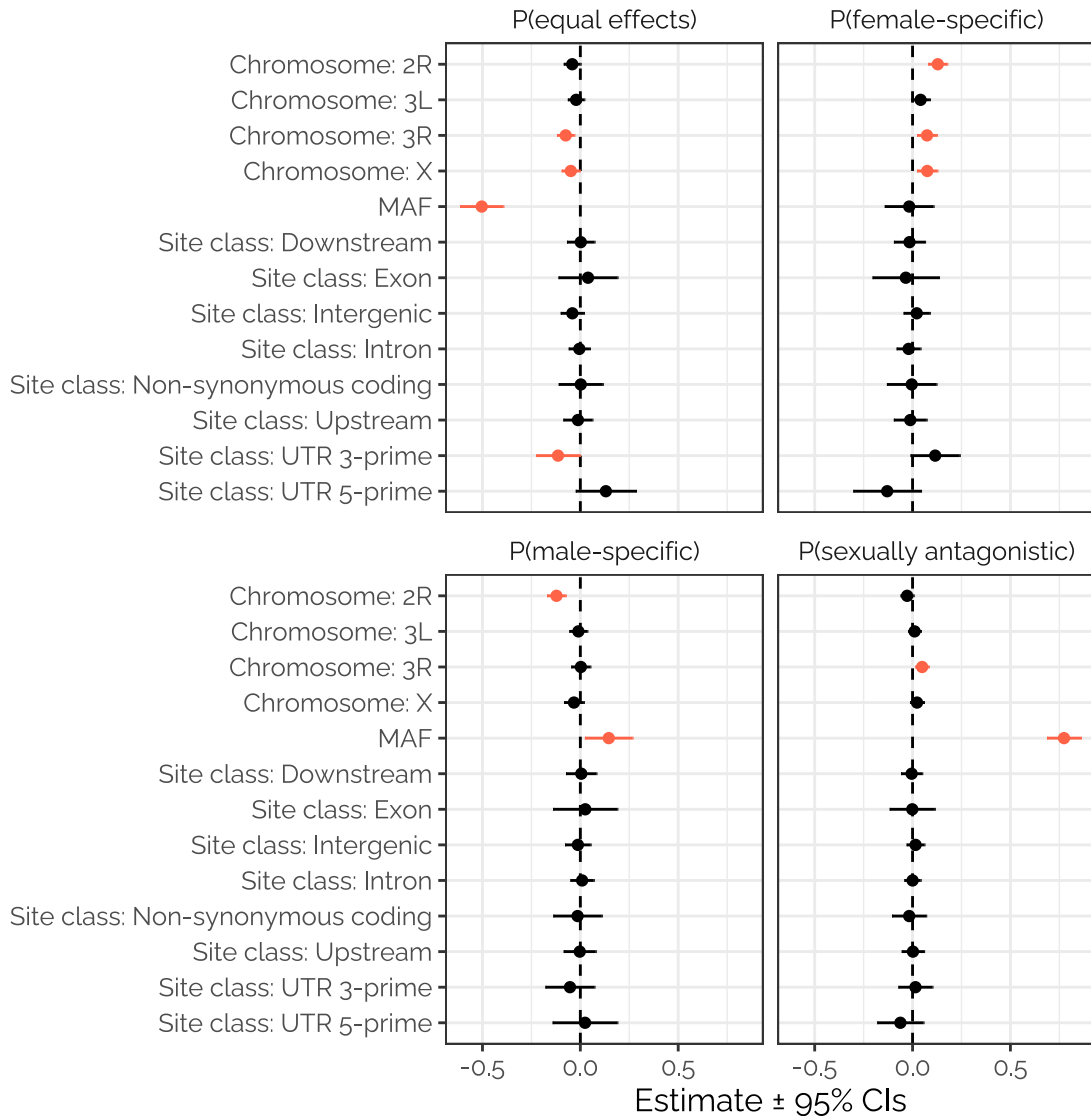 P(equal effects) P(female-specific)
Chromosome: 2R
Chromosome: 3L
Chromosome: 3R
Chromosome: X
MAF
Site class: Downstream
Site class: Exon
Site class: Intergenic
Site class: Intron
Site class: Non-synonymous coding
Site class: Upstream
Site class: UTR 3-prime
Site class: UTR 5-prime
P(male-specific) P(sexually antagonistic)
Chromosome: 2R
Chromosome: 3L
Chromosome: 3R
Chromosome: X
MAF
Site class: Downstream
Site class: Exon
Site class: Intergenic
Site class: Intron
Site class: Non-synonymous coding
Site class: Upstream
Site class: UTR 3-prime
Site class: UTR 5-prime
-0.5 0.0 0.5 -0.5 0.0 0.5
Estimate ± 95% CIs